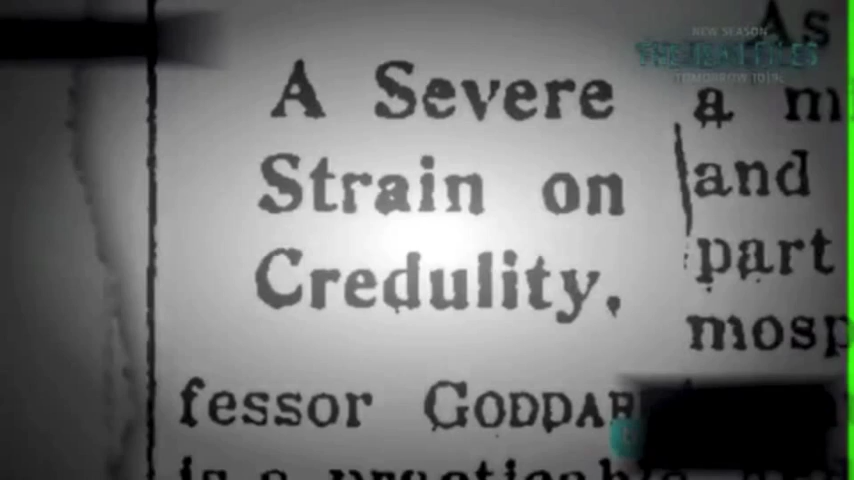 A Severe
Strain on
Credulity.
fessor GODDAR
As
a m
and
part
mosp
NEW SEASON
TOMORROW 10|9c